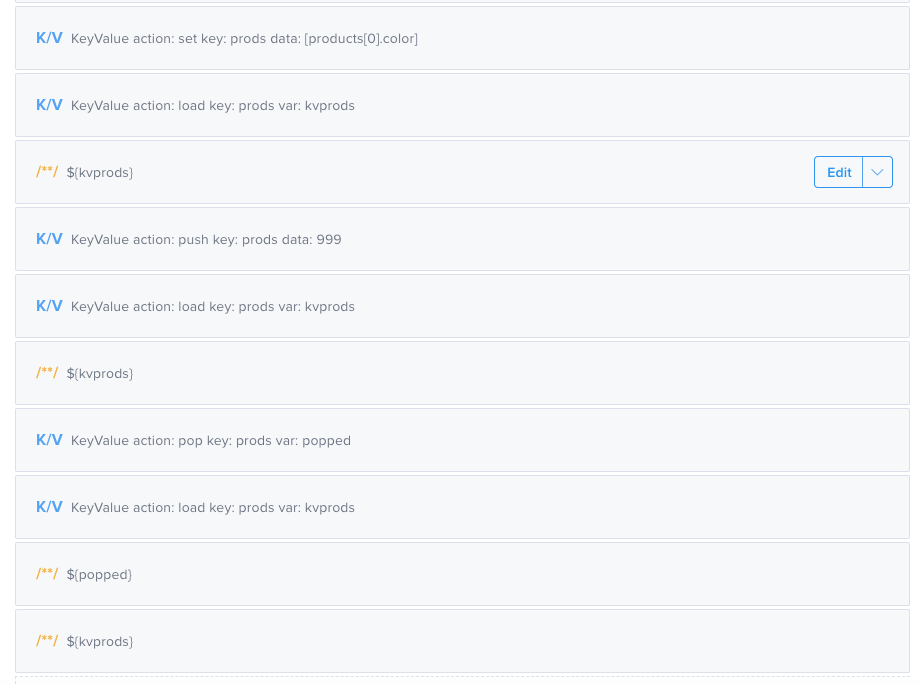 K/V KeyValue action: set key: prods data: [products[0].color]
K/V KeyValue action: load key: prods var: kvprods
/**/ ${kvprods}
Edit
K/V KeyValue action: push key: prods data: 999
K/V KeyValue action: load key: prods var: kvprods
/**/ ${kvprods}
K/V KeyValue action: pop key: prods var: popped
K/V KeyValue action: load key: prods var: kvprods
/**/ ${popped}
/**/ ${kvprods}